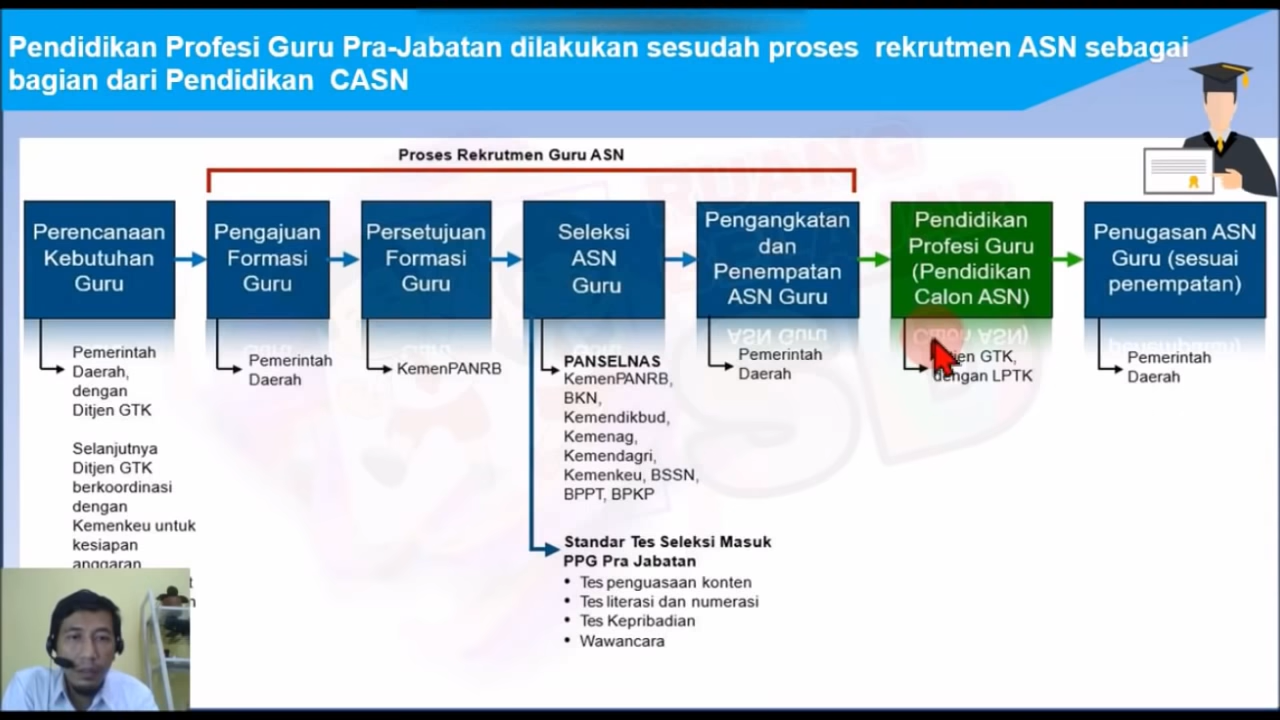 Pendidikan Profesi Guru Pra-Jabatan dilakukan sesudah proses rekrutmen ASN sebagai
bagian dari Pendidikan CASN
Proses Rekrutmen Guru ASN
Perencanaan
Kebutuhan
Guru
Pengajuan
Formasi
Guru
Persetujuan
Formasi
Guru
Seleksi
ASN
Guru
Pengangkatan
dan
Penempatan
ASN Guru
Pendidikan
Profesi Guru
(Pendidikan
Calon ASN)
Penugasan ASN
Guru (sesuai
penempatan)
Pemerintah
Daerah,
dengan
Ditjen GTK
Selanjutnya
Ditjen GTK
berkoordinasi
dengan
Kemenkeu untuk
kesiapan
anggaran
Pemerintah
Daerah
KemenPANRB
PANSELNAS
KemenPANRB,
BKN,
Kemendikbud,
Kemenag,
Kemendagri,
Kemenkeu, BSSN,
BPPT, BPKP
Standar Tes Seleksi Masuk
PPG Pra Jabatan
• Tes penguasaan konten
• Tes literasi dan numerasi
• Tes Kepribadian
• Wawancara
Pemerintah
Daerah
GTK,
dengan LPTK
Pemerintah
Daerah
RUANG